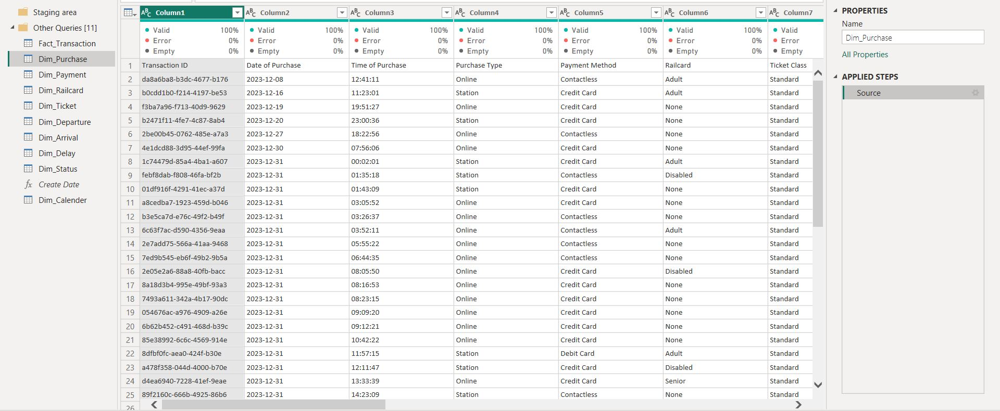 Staging area
Other Queries [11]
Fact_Transaction
Dim_Purchase
Dim_Payment
Dim_Railcard
Dim_Ticket
Dim_Departure
Dim_Arrival
Dim_Delay
Dim_Status
fx Create Date
Dim_Calender
ABC Column1 ABC Column2 ABC Column3 ABC Column4 ABC Column5 ABC Column6 ABC Column7
Valid 100% Valid 100% Valid 100% Valid 100% Valid 100% Valid 100% Valid
Error 0% Error 0% Error 0% Error 0% Error 0% Error 0% Error
Empty 0% Empty 0% Empty 0% Empty 0% Empty 0% Empty 0% Empty
1 Transaction ID Date of Purchase Time of Purchase Purchase Type Payment Method Railcard Ticket Class
2 da8a6ba8-b3dc-4677-b176 2023-12-08 12:41:11 Online Contactless Adult Standard
3 b0cdd1b0-f214-4197-be53 2023-12-16 11:23:01 Station Credit Card Adult Standard
4 f3ba7a96-f713-40d9-9629 2023-12-19 19:51:27 Online Credit Card None Standard
5 b2471f11-4fe7-4c87-8ab4 2023-12-20 23:00:36 Station Credit Card None Standard
6 2be00b45-0762-485e-a7a3 2023-12-27 18:22:56 Online Contactless None Standard
7 4e1dcd88-3d95-44ef-99fa 2023-12-30 07:56:06 Online Credit Card None Standard
8 1c74479d-85a4-4ba1-a607 2023-12-31 00:02:01 Station Credit Card Adult Standard
9 febf8dab-f808-46fa-bf2b 2023-12-31 01:35:18 Station Contactless Disabled Standard
10 01df916f-4291-41ec-a37d 2023-12-31 01:43:09 Station Credit Card None Standard
11 a8cedba7-1923-459d-b046 2023-12-31 03:05:52 Online Credit Card None Standard
12 b3e5ca7d-e76c-49f2-b49f 2023-12-31 03:26:37 Online Contactless None Standard
13 6c63f7ac-d590-4356-9eaa 2023-12-31 03:52:11 Online Contactless Adult Standard
14 2e7add75-566a-41aa-9468 2023-12-31 05:55:22 Online Contactless None Standard
15 7ed9b545-eb6f-49b2-9b5a 2023-12-31 06:44:35 Online Contactless None Standard
16 2e05e2a6-88a8-40fb-bacc 2023-12-31 08:05:50 Online Credit Card Disabled Standard
17 8a18d3b4-995e-49bf-93a3 2023-12-31 08:16:53 Online Credit Card None Standard
18 7493a611-342a-4b17-90dc 2023-12-31 08:23:15 Online Credit Card None Standard
19 054676ac-a976-4909-a26e 2023-12-31 09:09:20 Online Credit Card None Standard
20 6b62b452-c491-468d-b39c 2023-12-31 09:12:21 Online Credit Card None Standard
21 85e38992-6c6c-4569-914e 2023-12-31 10:42:22 Online Credit Card None Standard
22 8dfbf0fc-aea0-424f-b30e 2023-12-31 11:57:15 Station Debit Card Adult Standard
23 a478f358-044d-4000-b70e 2023-12-31 12:11:47 Station Credit Card Disabled Standard
24 d4ea6940-7228-41ef-9eae 2023-12-31 13:33:39 Online Credit Card Senior Standard
25 89f2160c-666b-4925-86b6 2023-12-31 14:23:09 Station Contactless None Standard
26
PROPERTIES
Name
Dim_Purchase
All Properties
APPLIED STEPS
Source